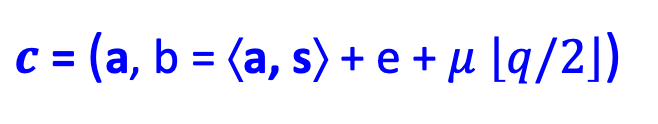 c = (a, b = ⟨a, s⟩ + e + μ ⌊q/2⌋)